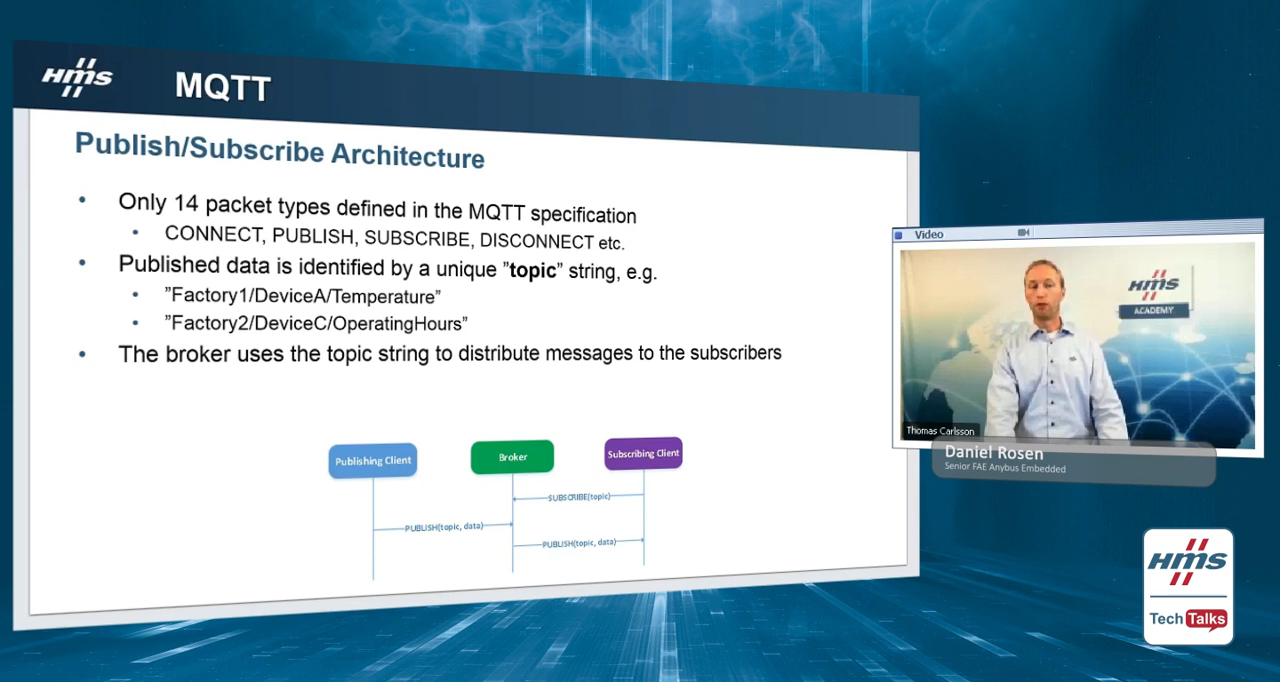 HMS
MQTT
Publish/Subscribe Architecture
• Only 14 packet types defined in the MQTT specification
• CONNECT, PUBLISH, SUBSCRIBE, DISCONNECT etc.
• Published data is identified by a unique ”topic” string, e.g.
• ”Factory1/DeviceA/Temperature”
• ”Factory2/DeviceC/OperatingHours”
• The broker uses the topic string to distribute messages to the subscribers
Publishing Client
Broker
Subscribing Client
SUBSCRIBE(topic)
PUBLISH(topic, data)
PUBLISH(topic, data)
Video
HMS
ACADEMY
Thomas Carlsson
Daniel Rosen
Senior FAE Anybus Embedded
HMS
Tech Talks